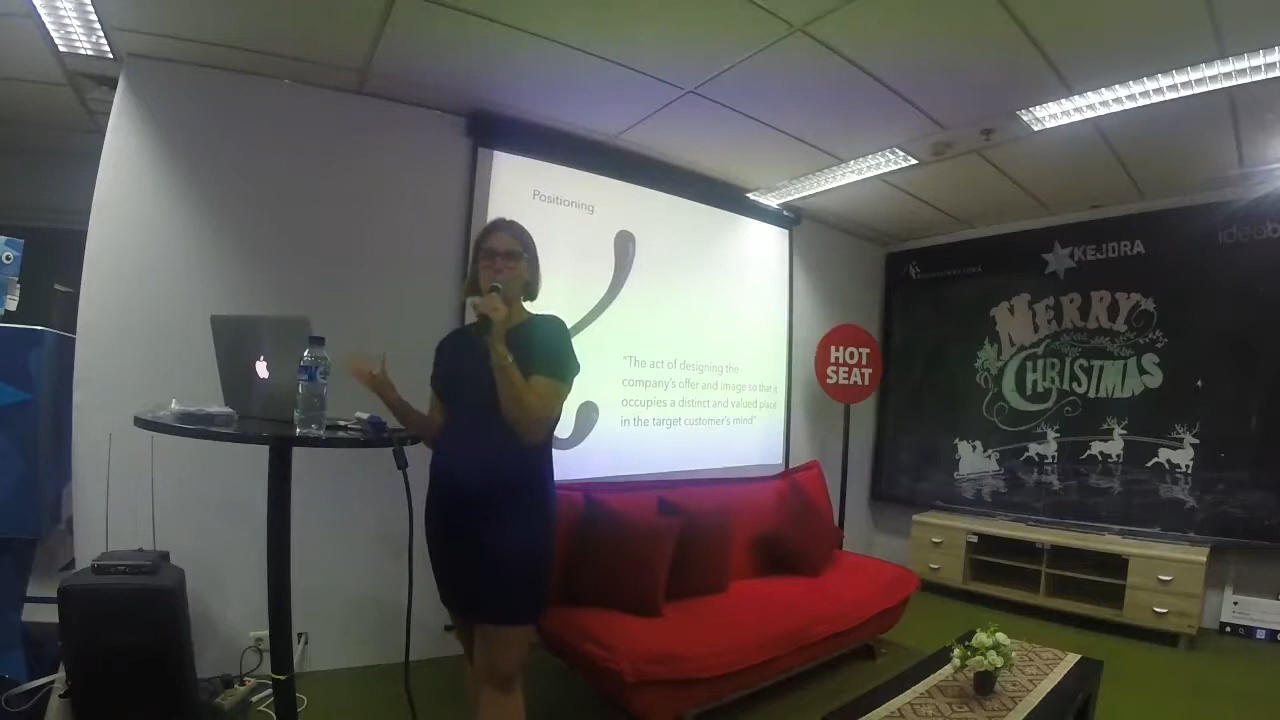 Positioning
"The act of designing the
company's offer and image so that it
occupies a distinct and valued place
in the target customer's mind"
HOT
SEAT
KEJORA
MERRY
CHRISTMAS